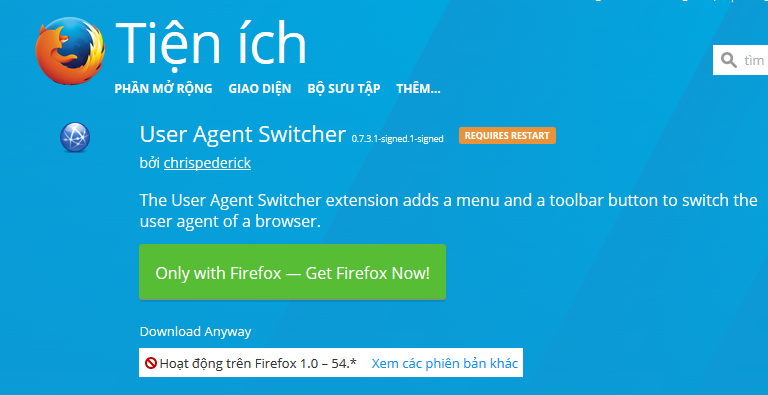 Tiện ích
PHẦN MỞ RỘNG GIAO DIỆN BỘ SƯU TẬP THÊM...
tìm
User Agent Switcher 0.7.3.1-signed.1-signed REQUIRES RESTART
bởi chrispederick
The User Agent Switcher extension adds a menu and a toolbar button to switch the
user agent of a browser.
Only with Firefox — Get Firefox Now!
Download Anyway
Hoạt động trên Firefox 1.0 – 54.* Xem các phiên bản khác